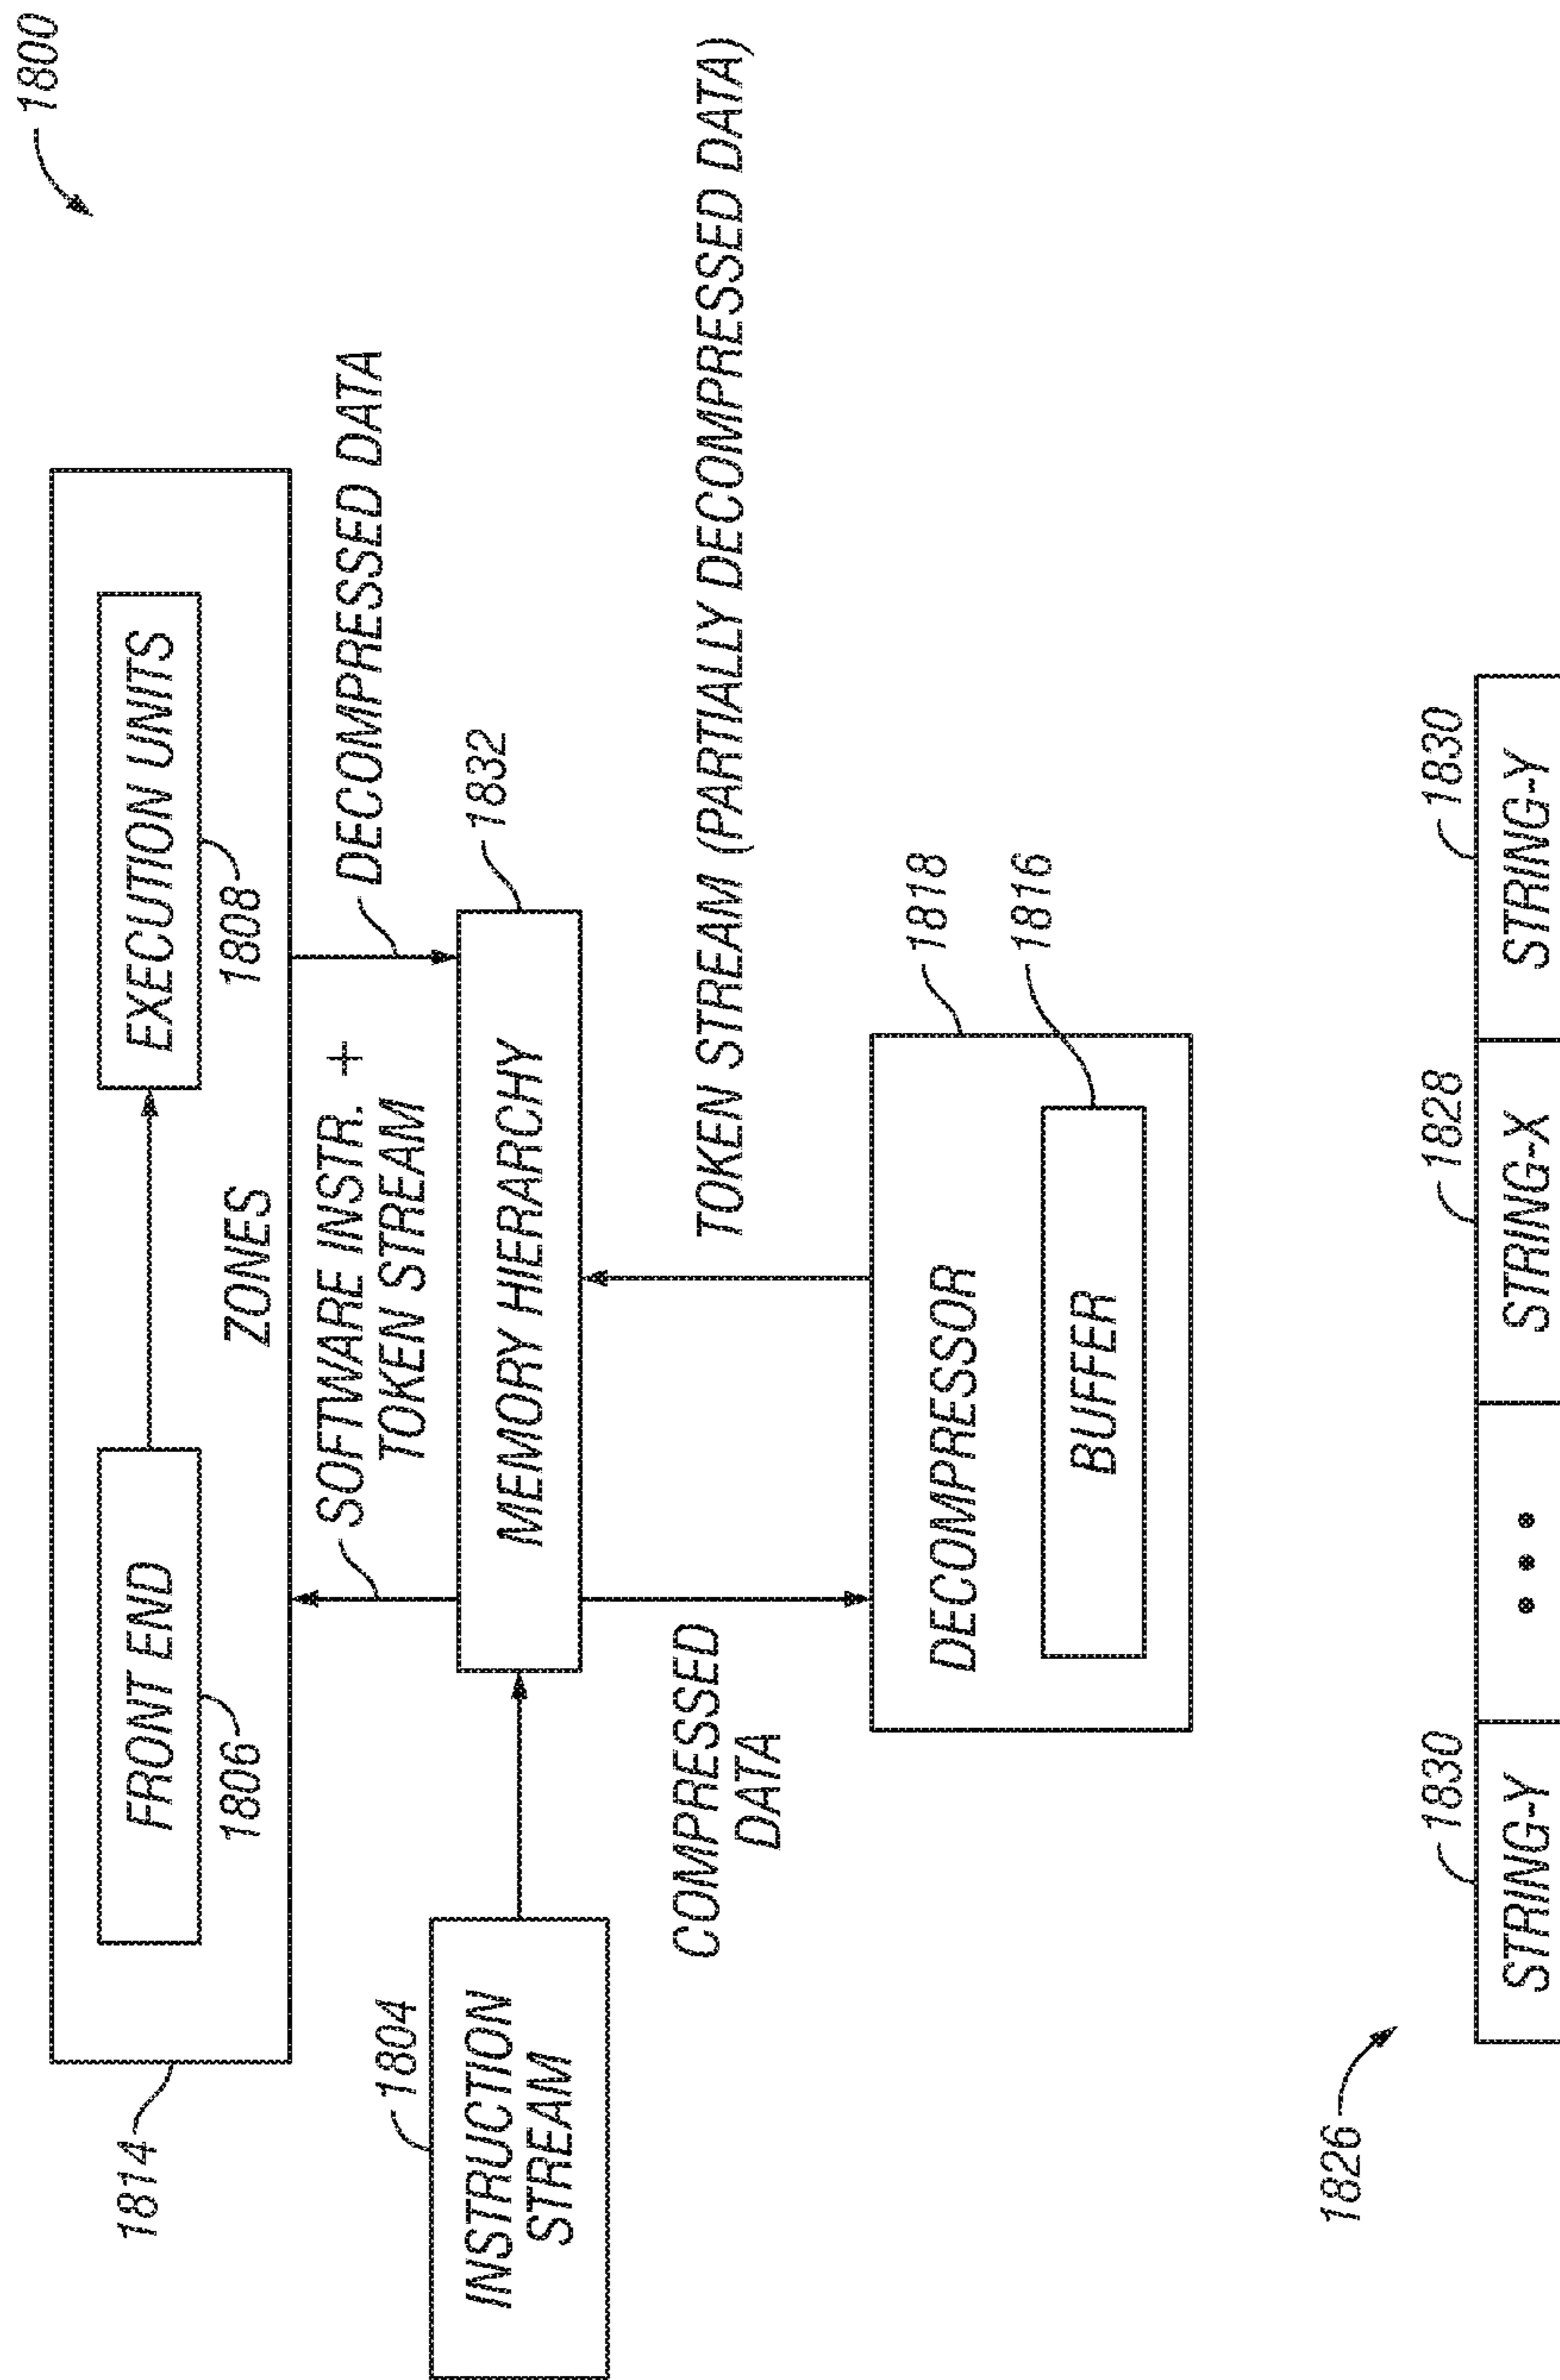 1800
1814
FRONT END
1806
EXECUTION UNITS
1808
ZONES
SOFTWARE INSTR. +
TOKEN STREAM
DECOMPRESSED DATA
1804
INSTRUCTION
STREAM
MEMORY HIERARCHY
1832
COMPRESSED
DATA
TOKEN STREAM (PARTIALLY DECOMPRESSED DATA)
DECOMPRESSOR
1818
BUFFER
1816
1826
1830
STRING-Y
• • •
1828
STRING-X
1830
STRING-Y